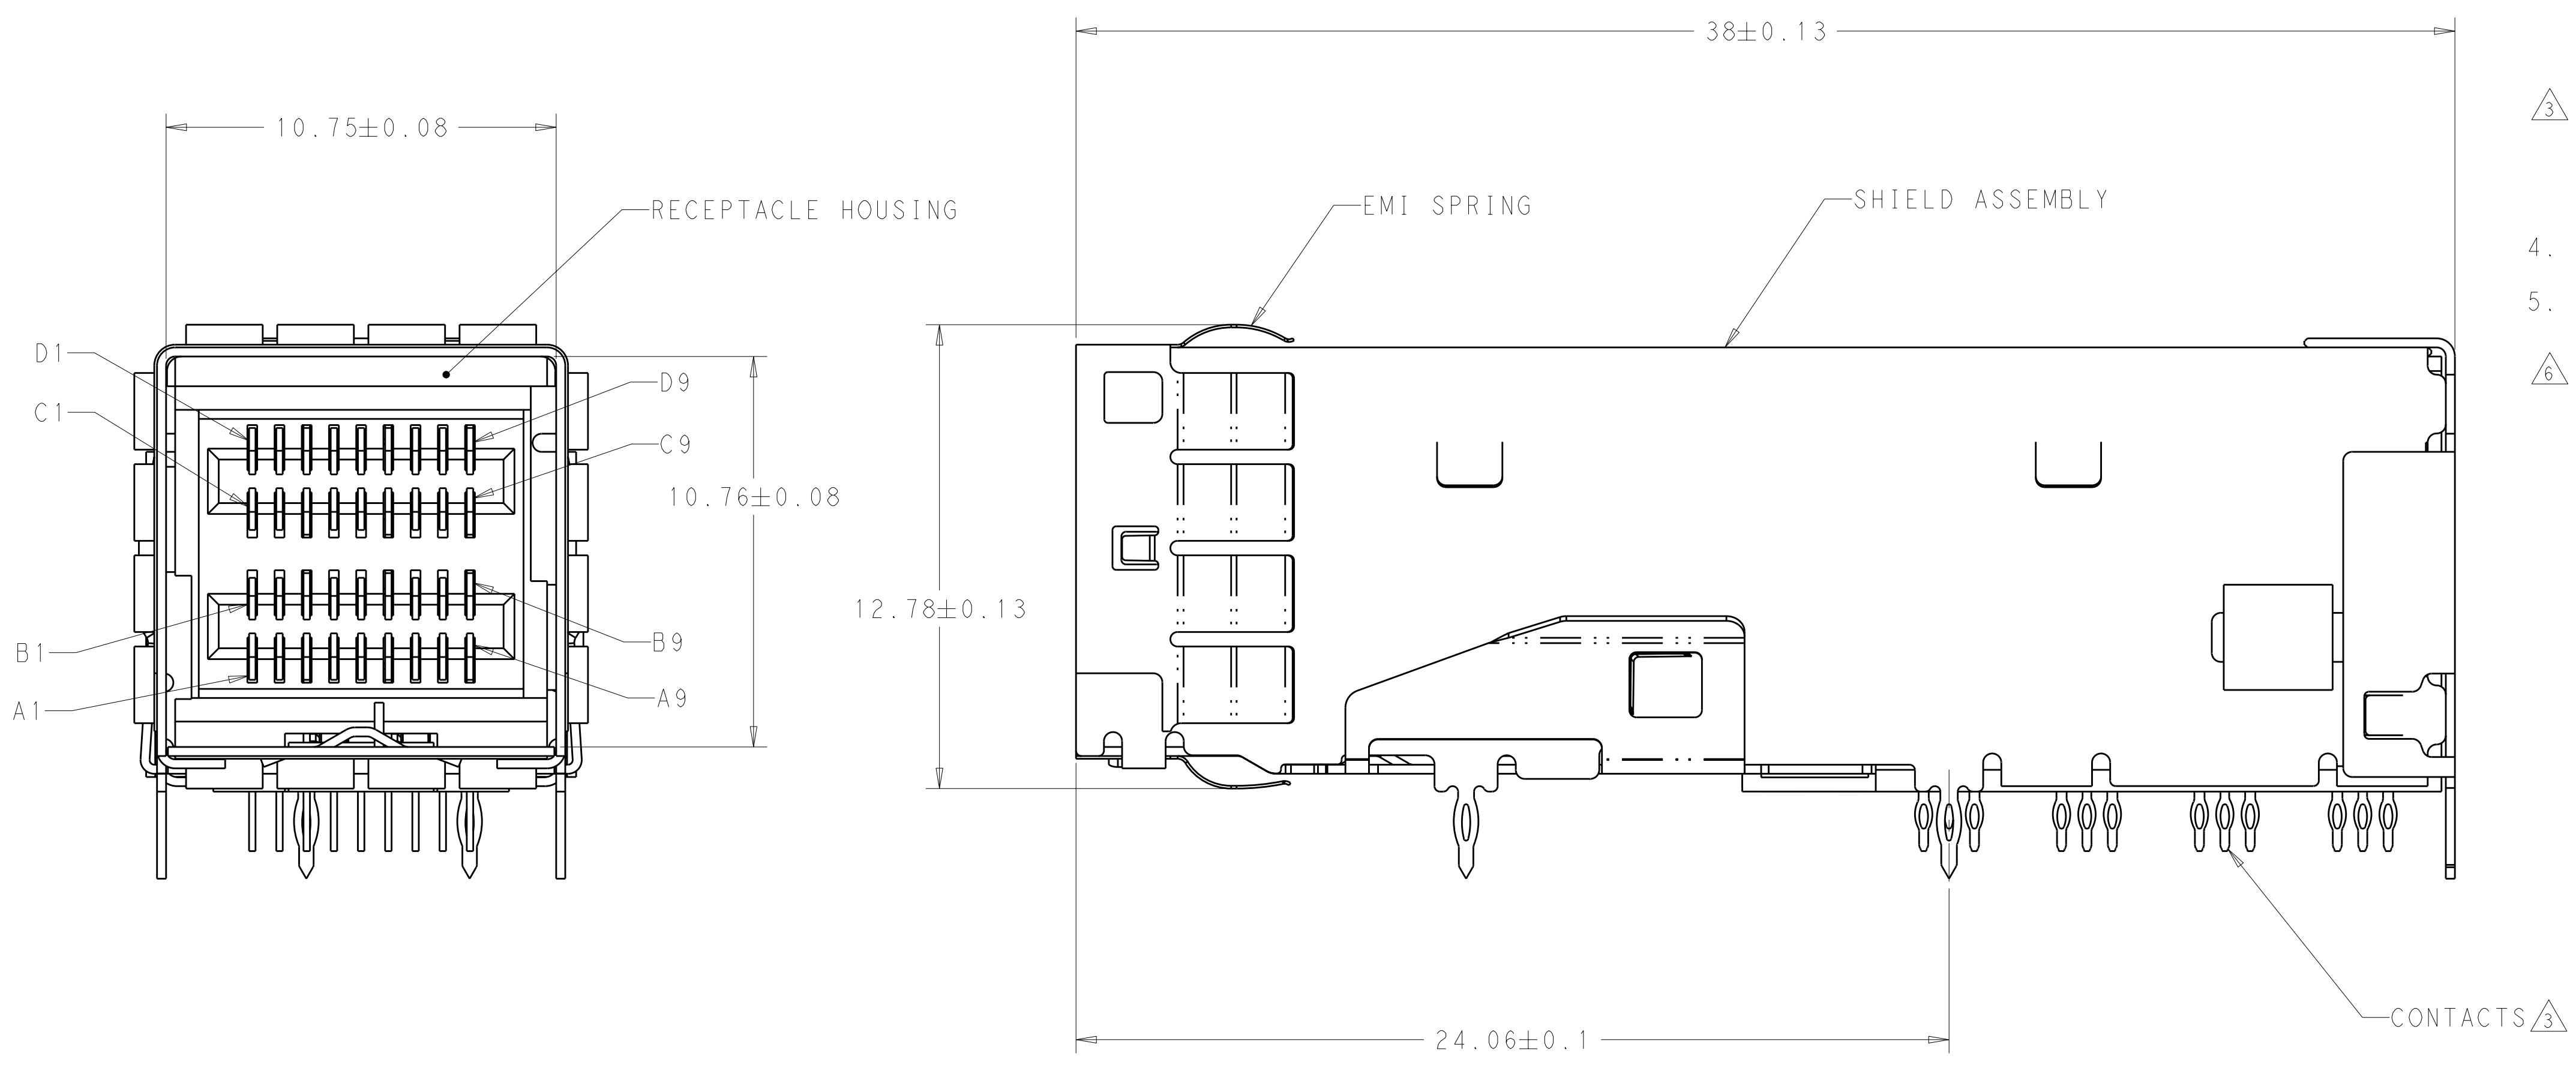 38±0.13
3
10.75±0.08
RECEPTACLE HOUSING
EMI SPRING
SHIELD ASSEMBLY
4.
5.
6
D1
D9
C1
C9
10.76±0.08
12.78±0.13
B1
B9
A1
A9
CONTACTS 3
24.06±0.1